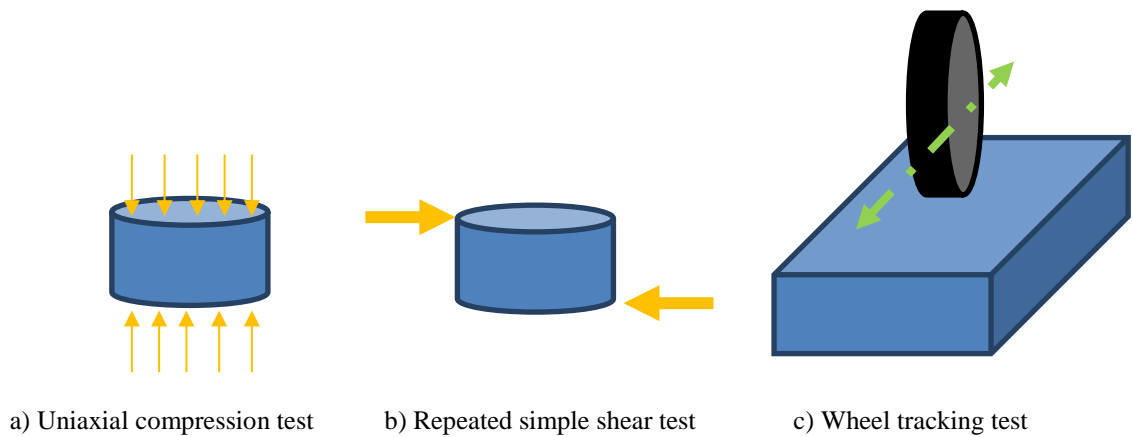 a) Uniaxial compression test
b) Repeated simple shear test
c) Wheel tracking test